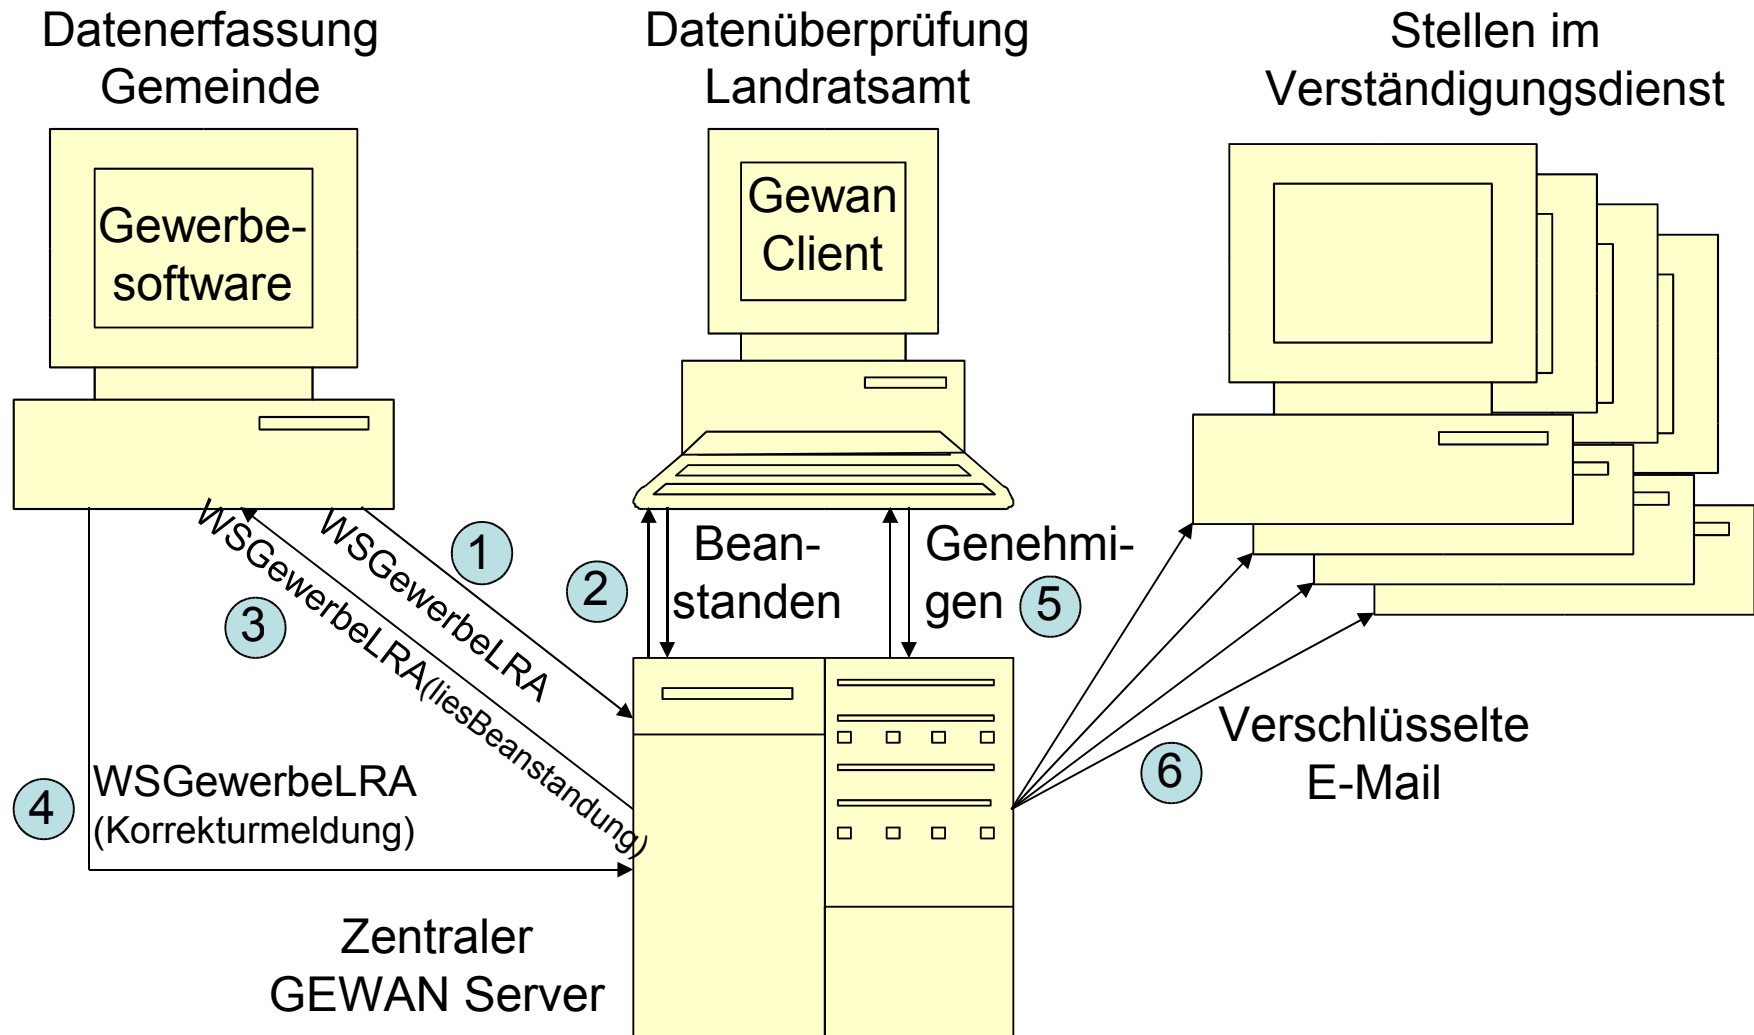 Datenerfassung
Gemeinde
Datenüberprüfung
Landratsamt
Stellen im
Verständigungsdienst
Gewerbe-
software
Gewan
Client
WSGewerbeLRA
1
2
Bean-
standen
Genehmi-
gen
5
3
WSGewerbeLRA(liesBeanstandung)
4
WSGewerbeLRA
(Korrekturmeldung)
6
Verschlüsselte
E-Mail
Zentraler
GEWAN Server